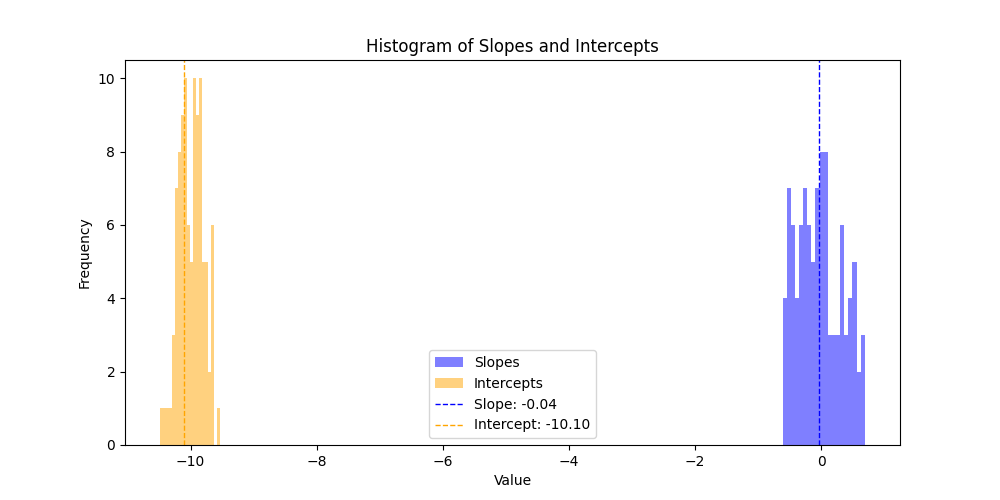 Histogram of Slopes and Intercepts
Frequency
10
8
6
4
2
0
−10
−8
−6
−4
−2
0
Value
Slopes
Intercepts
Slope: -0.04
Intercept: -10.10